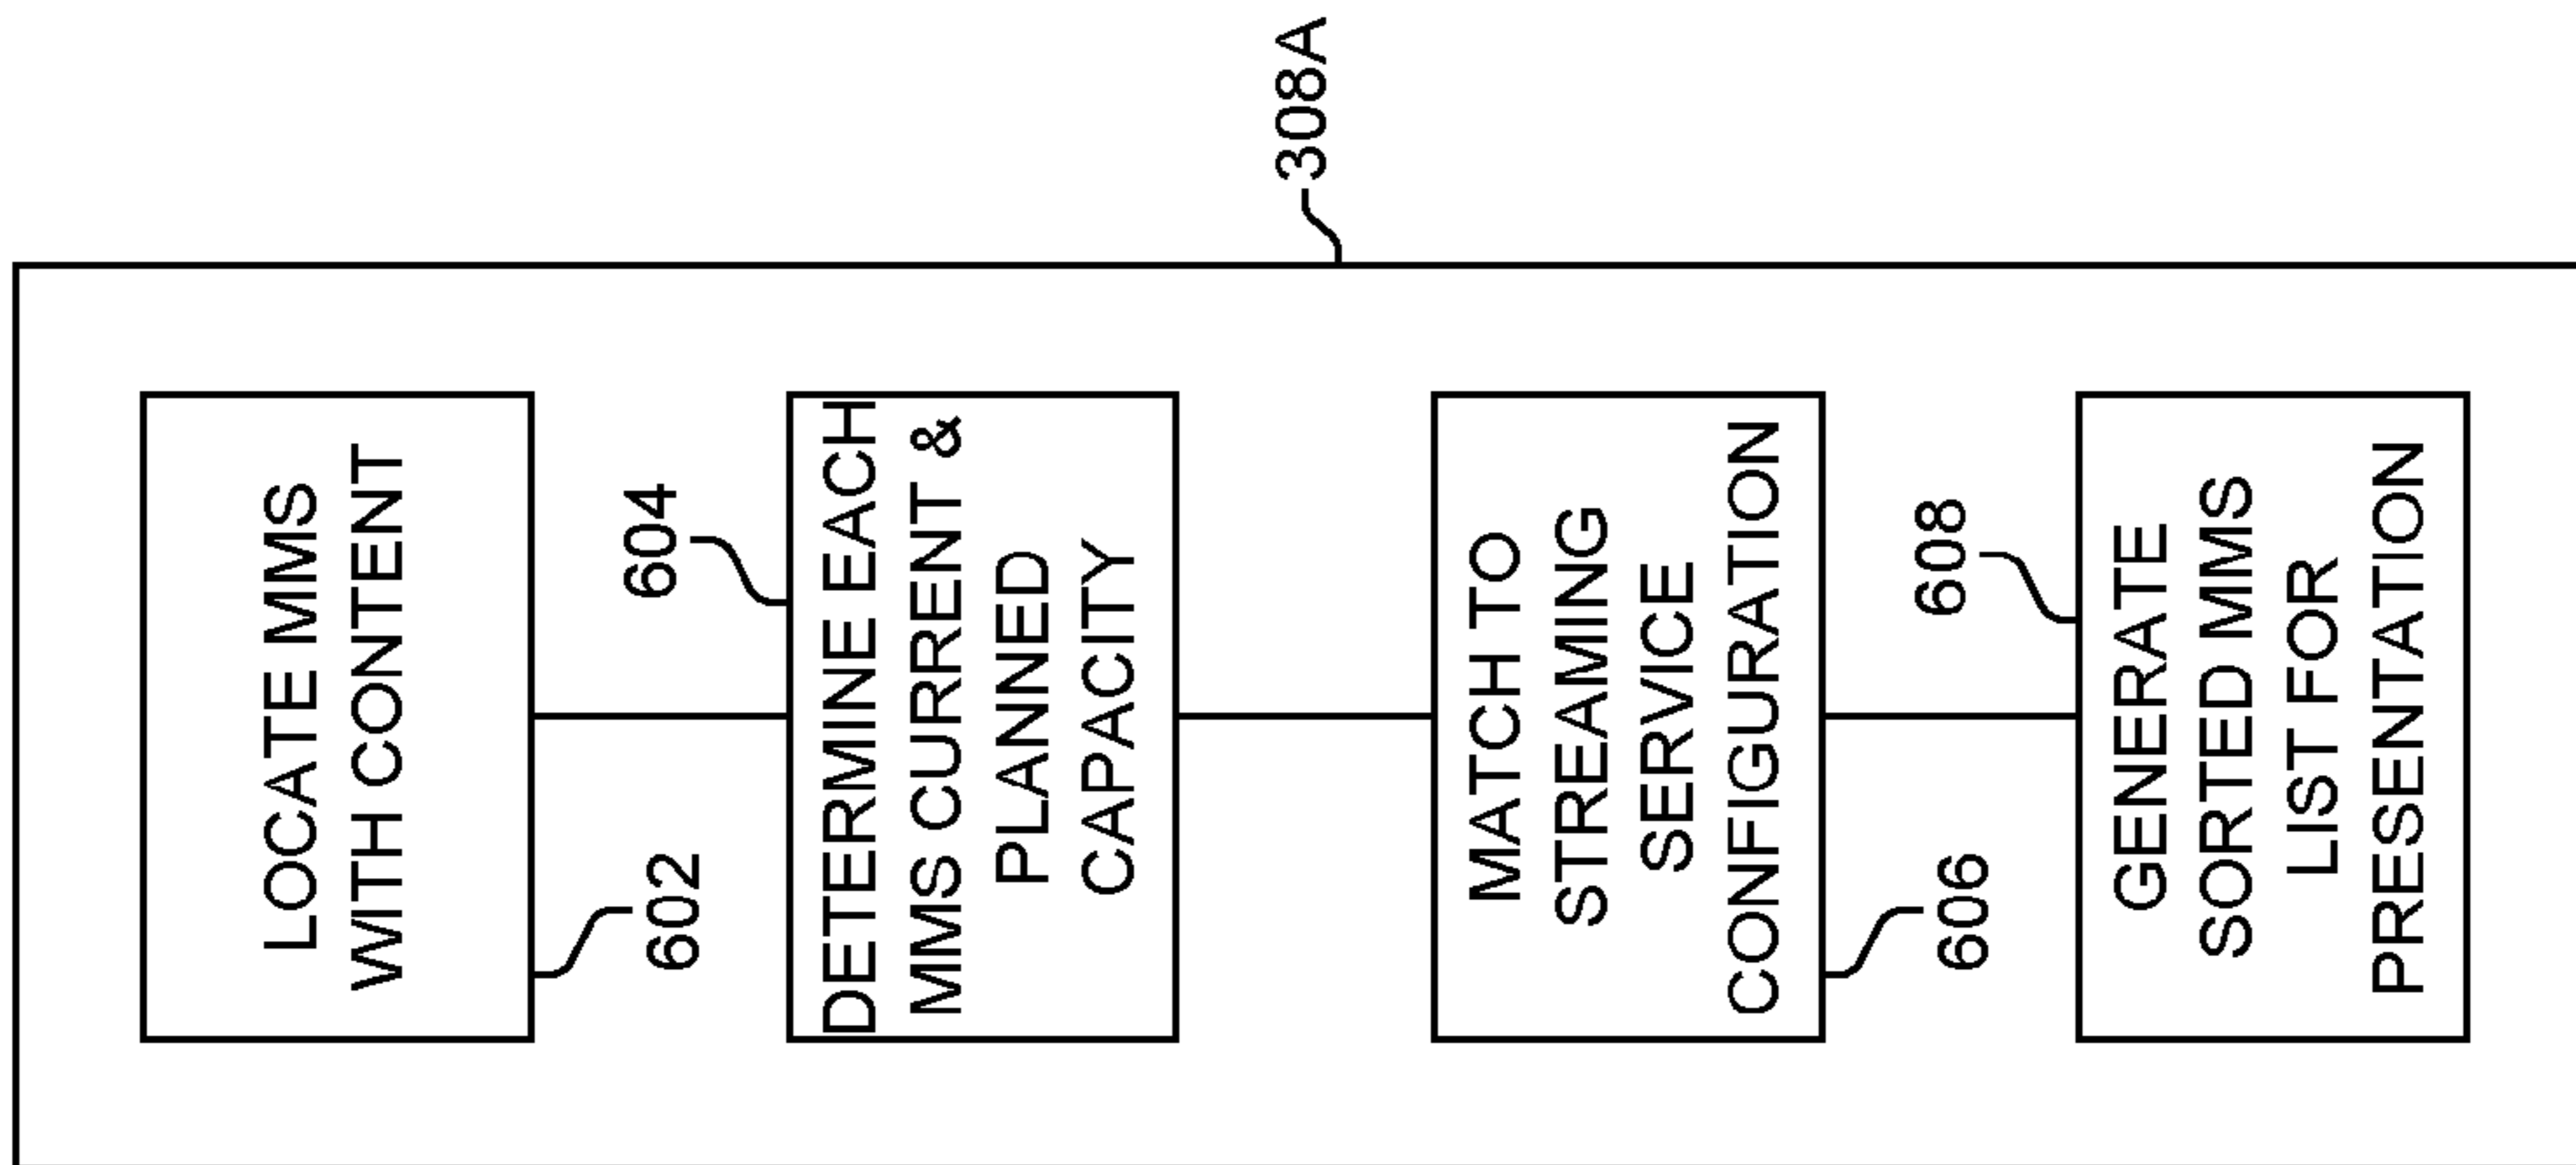 308A
LOCATE MMS
WITH CONTENT
602
604
DETERMINE EACH
MMS CURRENT &
PLANNED
CAPACITY
MATCH TO
STREAMING
SERVICE
CONFIGURATION
606
608
GENERATE
SORTED MMS
LIST FOR
PRESENTATION